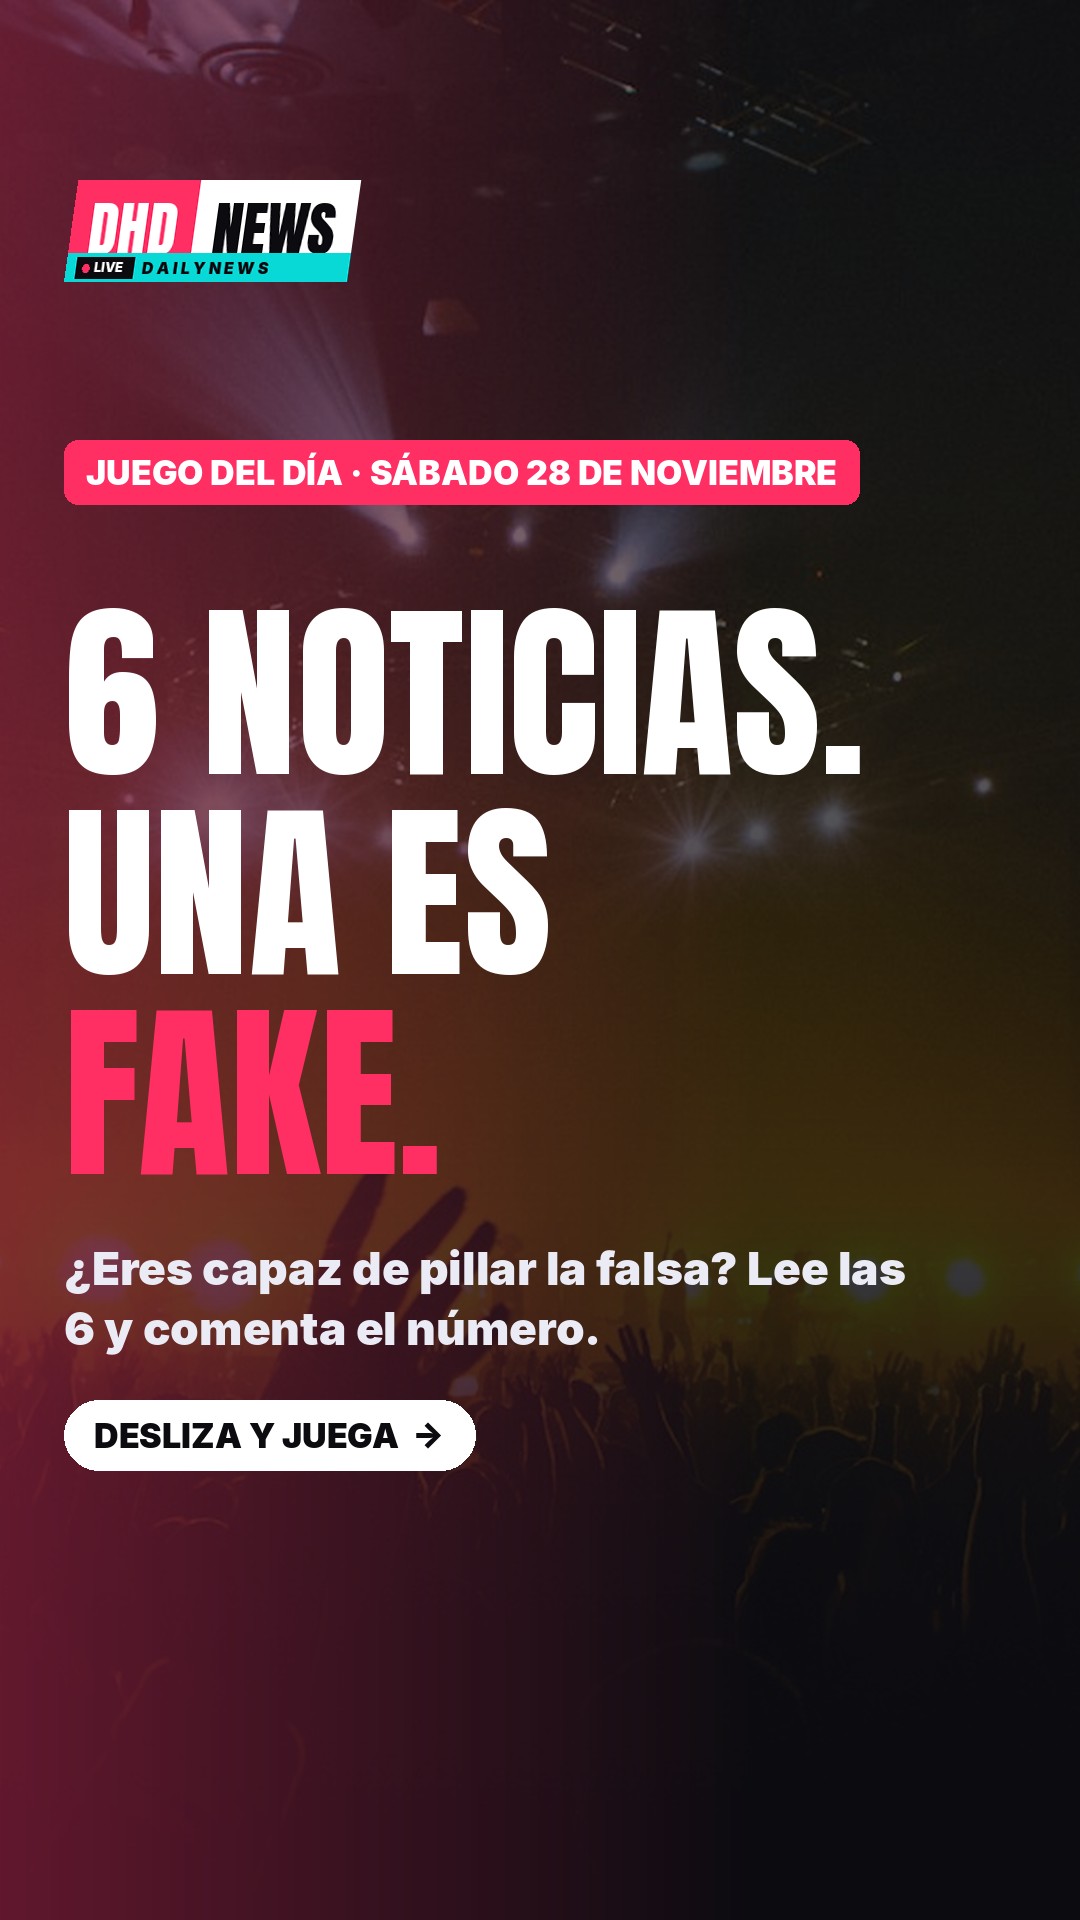 DHD NEWS
LIVE DAILYNEWS
JUEGO DEL DÍA · SÁBADO 28 DE NOVIEMBRE
6 NOTICIAS.
UNA ES
FAKE.
¿Eres capaz de pillar la falsa? Lee las
6 y comenta el número.
DESLIZA Y JUEGA →